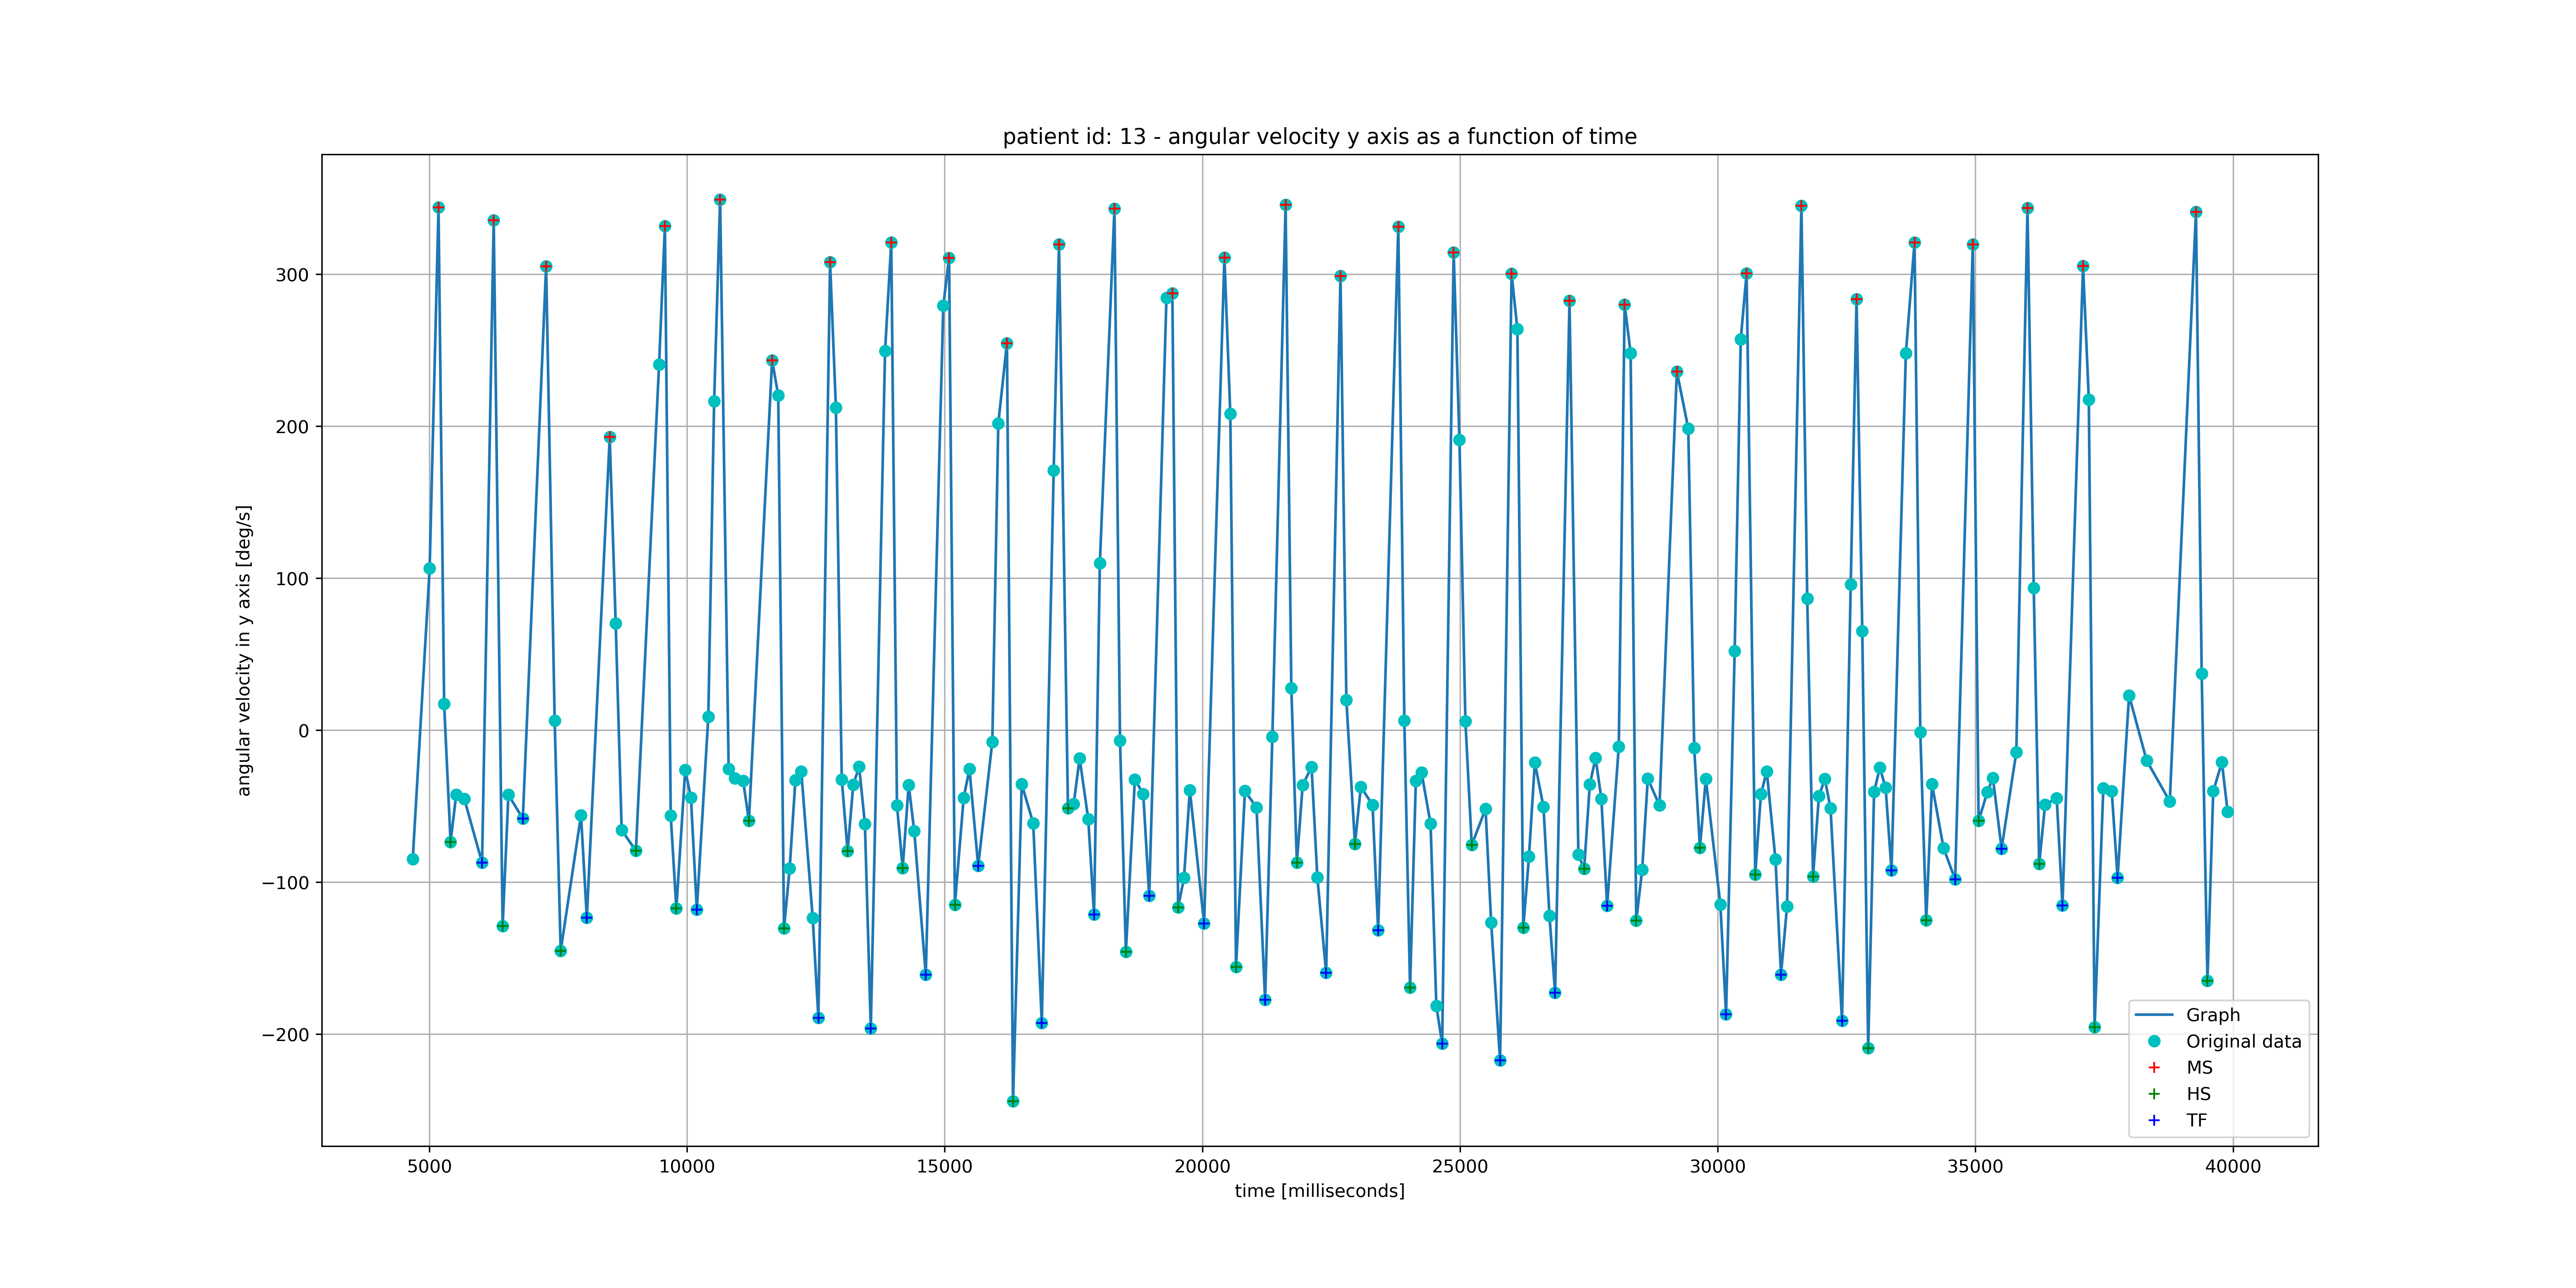 patient id: 13 - angular velocity y axis as a function of time
angular velocity in y axis [deg/s]
300
200
100
0
−100
−200
5000 10000 15000 20000 25000 30000 35000 40000
time [milliseconds]
Graph
Original data
MS
HS
TF